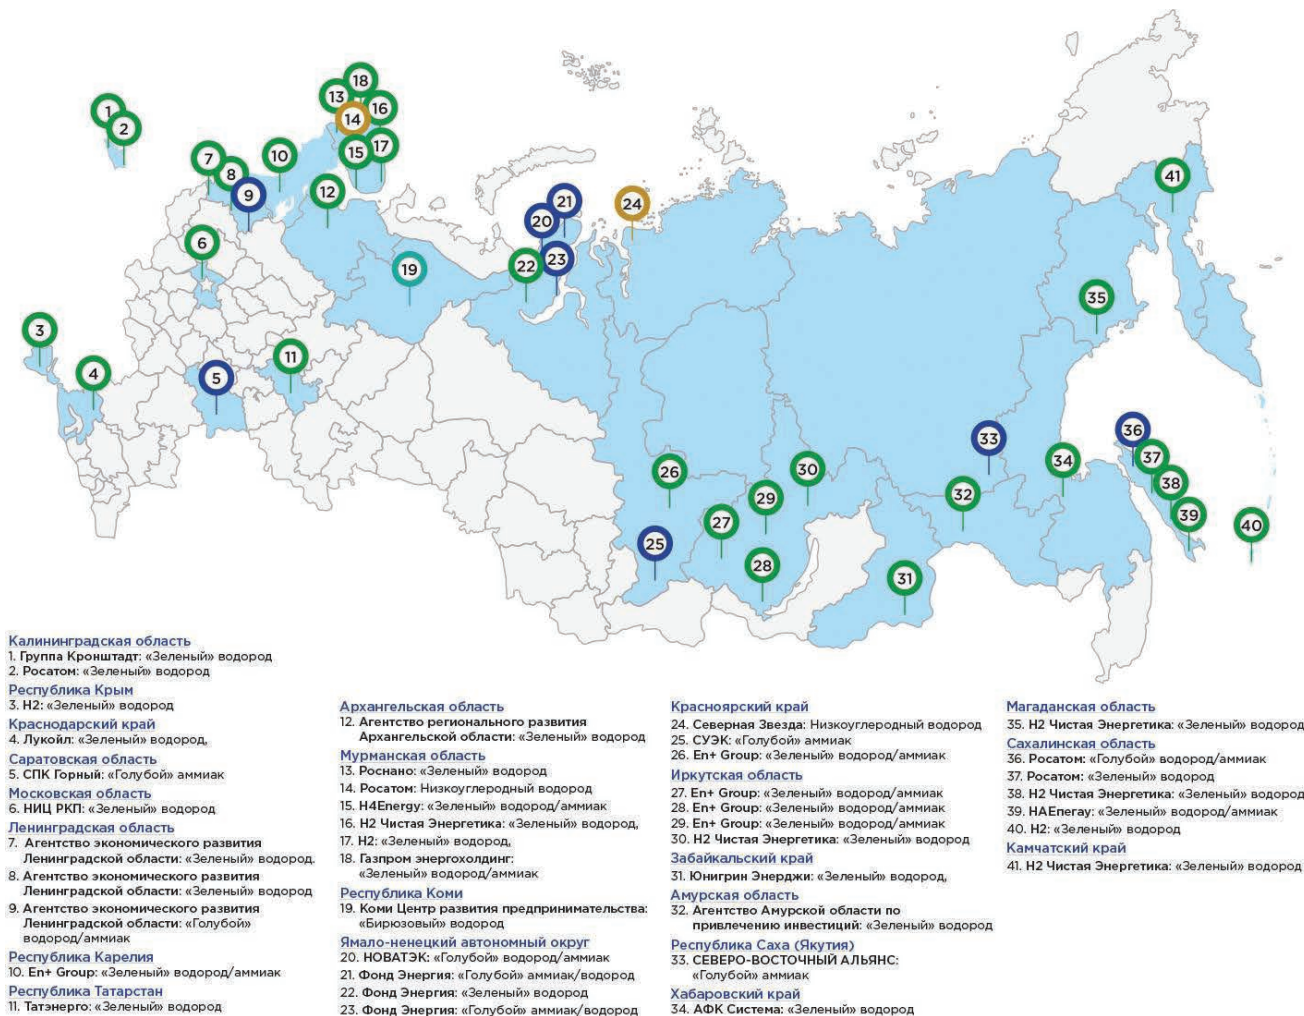 1
2
3
4
5
6
7
8
9
10
11
12
13
14
15
16
17
18
19
20
21
22
23
24
25
26
27
28
29
30
31
32
33
34
35
36
37
38
39
40
41
Калининградская область
1. Группа Кронштадт: «Зеленый» водород
2. Росатом: «Зеленый» водород
Республика Крым
3. Н2: «Зеленый» водород
Краснодарский край
4. Лукойл: «Зеленый» водород,
Саратовская область
5. СПК Горный: «Голубой» аммиак
Московская область
6. НИЦ РКП: «Зеленый» водород
Ленинградская область
7. Агентство экономического развития
Ленинградской области: «Зеленый» водород.
8. Агентство экономического развития
Ленинградской области: «Зеленый» водород
9. Агентство экономического развития
Ленинградской области: «Голубой»
водород/аммиак
Республика Карелия
10. En+ Group: «Зеленый» водород/аммиак
Республика Татарстан
11. Татэнерго: «Зеленый» водород
Архангельская область
12. Агентство регионального развития
Архангельской области: «Зеленый» водород
Мурманская область
13. Роснано: «Зеленый» водород
14. Росатом: Низкоуглеродный водород
15. H4Energy: «Зеленый» водород/аммиак
16. Н2 Чистая Энергетика: «Зеленый» водород,
17. Н2: «Зеленый» водород,
18. Газпром энергохолдинг:
«Зеленый» водород/аммиак
Республика Коми
19. Коми Центр развития предпринимательства:
«Бирюзовый» водород
Ямало-ненецкий автономный округ
20. НОВАТЭК: «Голубой» водород/аммиак
21. Фонд Энергия: «Голубой» аммиак/водород
22. Фонд Энергия: «Зеленый» водород
23. Фонд Энергия: «Голубой» аммиак/водород
Красноярский край
24. Северная Звезда: Низкоуглеродный водород
25. СУЭК: «Голубой» аммиак
26. En+ Group: «Зеленый» водород/аммиак
Иркутская область
27. En+ Group: «Зеленый» водород/аммиак
28. En+ Group: «Зеленый» водород/аммиак
29. En+ Group: «Зеленый» водород/аммиак
30. Н2 Чистая Энергетика: «Зеленый» водород
Забайкальский край
31. Юнигрин Энерджи: «Зеленый» водород,
Амурская область
32. Агентство Амурской области по
привлечению инвестиций: «Зеленый» водород
Республика Саха (Якутия)
33. СЕВЕРО-ВОСТОЧНЫЙ АЛЬЯНС:
«Голубой» аммиак
Хабаровский край
34. АФК Система: «Зеленый» водород
Магаданская область
35. Н2 Чистая Энергетика: «Зеленый» водород
Сахалинская область
36. Росатом: «Голубой» водород/аммиак
37. Росатом: «Зеленый» водород
38. Н2 Чистая Энергетика: «Зеленый» водород
39. НАЕnerгаy: «Зеленый» водород/аммиак
40. Н2: «Зеленый» водород
Камчатский край
41. Н2 Чистая Энергетика: «Зеленый» водород